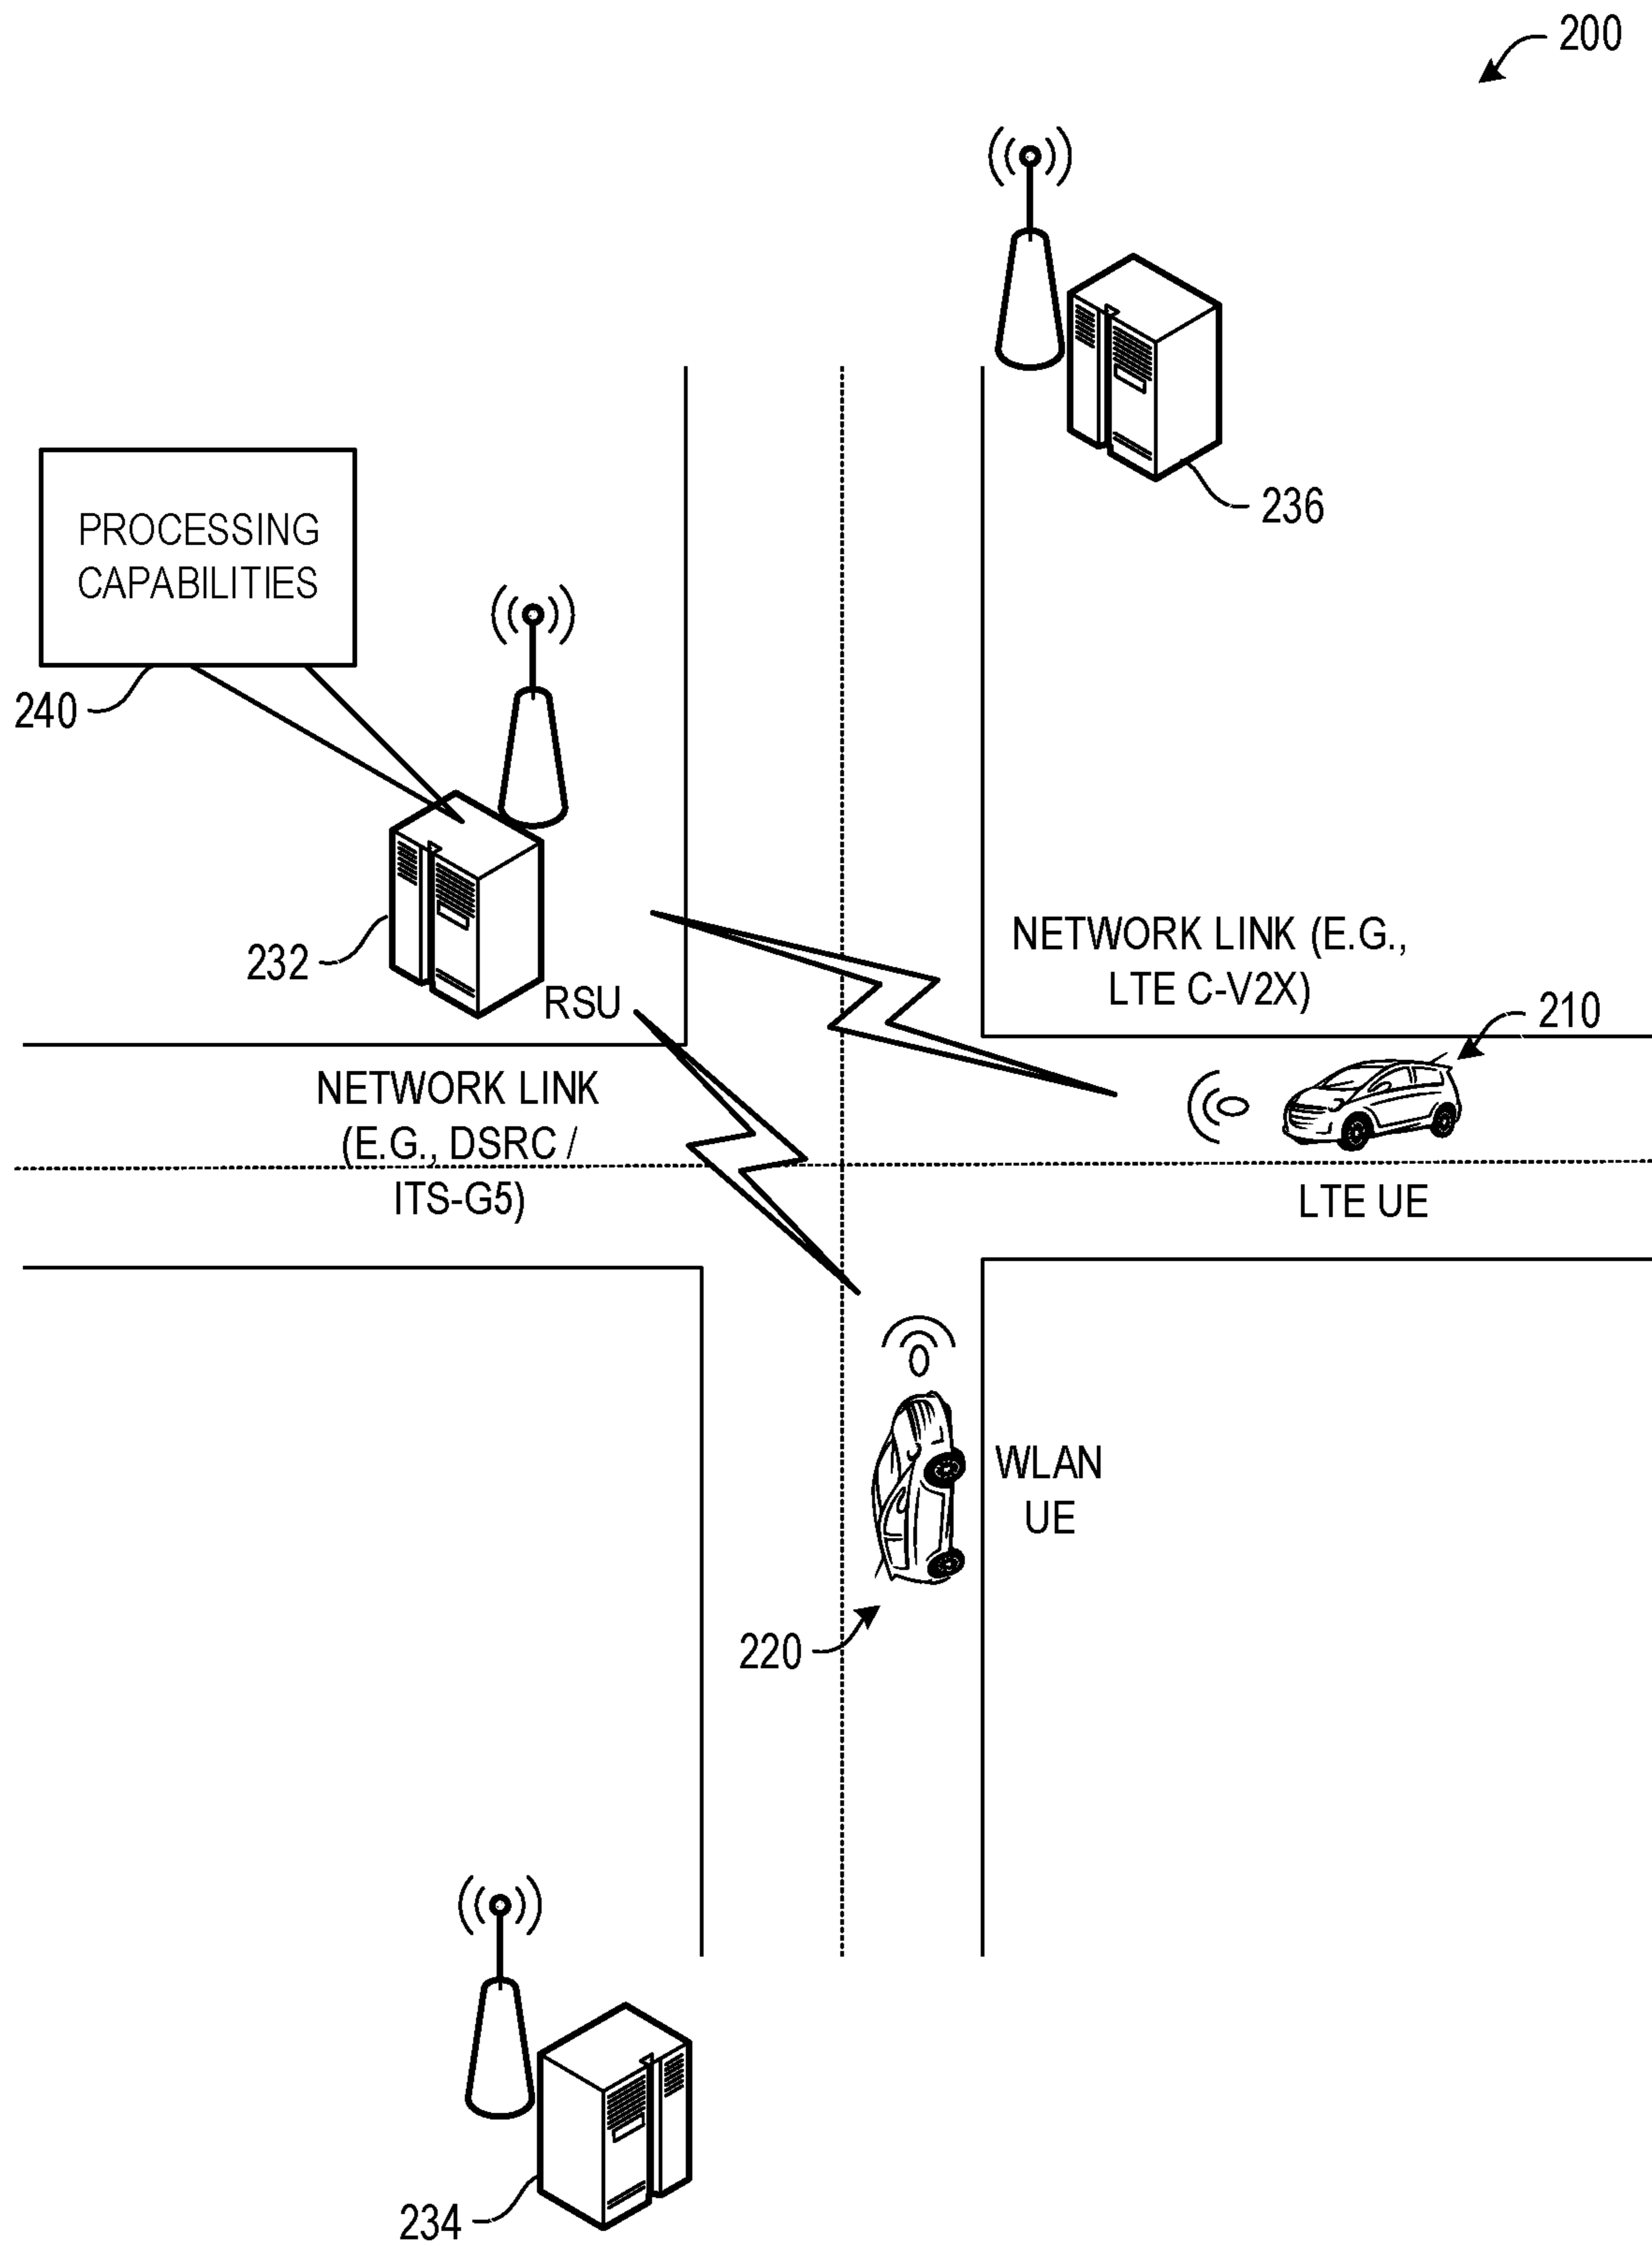 200
236
PROCESSING
CAPABILITIES
240
232
RSU
NETWORK LINK (E.G.,
LTE C-V2X)
210
NETWORK LINK
(E.G., DSRC /
ITS-G5)
LTE UE
WLAN
UE
220
234